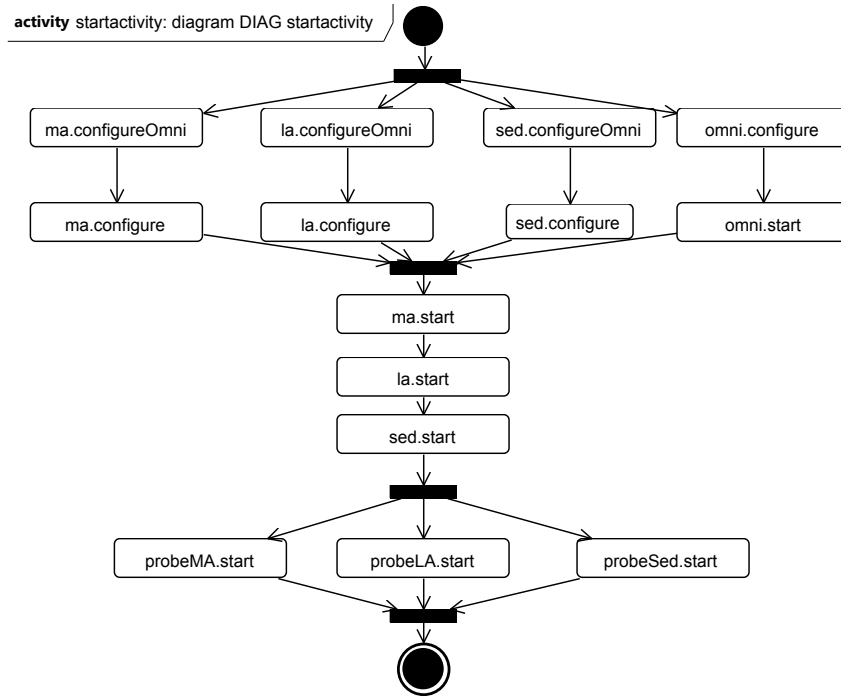 activity startactivity: diagram DIAG startactivity
ma.configureOmni
la.configureOmni
sed.configureOmni
omni.configure
ma.configure
la.configure
sed.configure
omni.start
ma.start
la.start
sed.start
probeMA.start
probeLA.start
probeSed.start